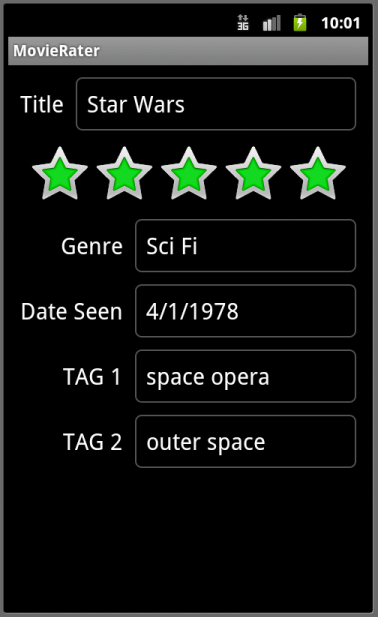 3G 10:01
MovieRater
Title Star Wars
Genre Sci Fi
Date Seen 4/1/1978
TAG 1 space opera
TAG 2 outer space